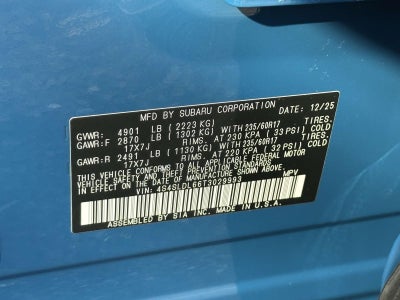 MFD BY SUBARU CORPORATION DATE: 12/25
GVWR: 4901 LB (2223 KG)
GAWR:F 2870 LB (1302 KG) WITH 235/60R17 TIRES.
17X7J RIMS. AT 230 KPA (33 PSI) COLD
GAWR:R 2491 LB (1130 KG) WITH 235/60R17 TIRES.
17X7J RIMS. AT 220 KPA (32 PSI) COLD
THIS VEHICLE CONFORMS TO ALL APPLICABLE FEDERAL MOTOR
VEHICLE SAFETY AND BUMPER STANDARDS
IN EFFECT ON THE DATE OF MANUFACTURE SHOWN ABOVE.
VIN: 4S4SLDL66T3029993 MPV
ASSEMBLED BY SIA INC. MADE IN U.S.A.